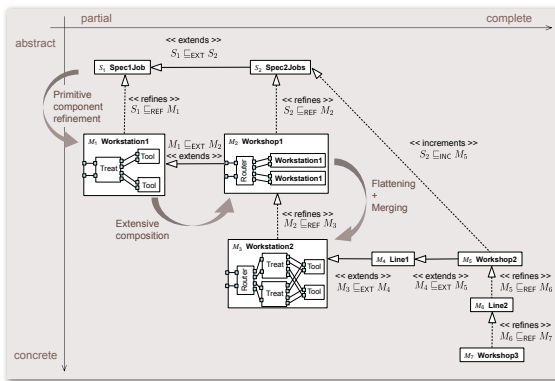 partial
complete
abstract
<< extends >>
S₁ ⊑EXT S₂
S₁ Spec1Job
S₂ Spec2Jobs
Primitive
component
refinement
<< refines >>
S₁ ⊑REF M₁
<< refines >>
S₂ ⊑REF M₂
<< increments >>
S₂ ⊑INC M₅
M₁ Workstation1
Tool
Treat
Tool
M₁ ⊑EXT M₂
<< extends >>
M₂ Workshop1
Router
Workstation1
Workstation1
Flattening
+
Merging
Extensive
composition
<< refines >>
M₂ ⊑REF M₃
M₃ Workstation2
Router
Treat
Tool
Treat
Tool
M₄ Line1
M₅ Workshop2
<< extends >>
M₃ ⊑EXT M₄
<< extends >>
M₄ ⊑EXT M₅
<< refines >>
M₅ ⊑REF M₆
M₆ Line2
<< refines >>
M₆ ⊑REF M₇
concrete
M₇ Workshop3